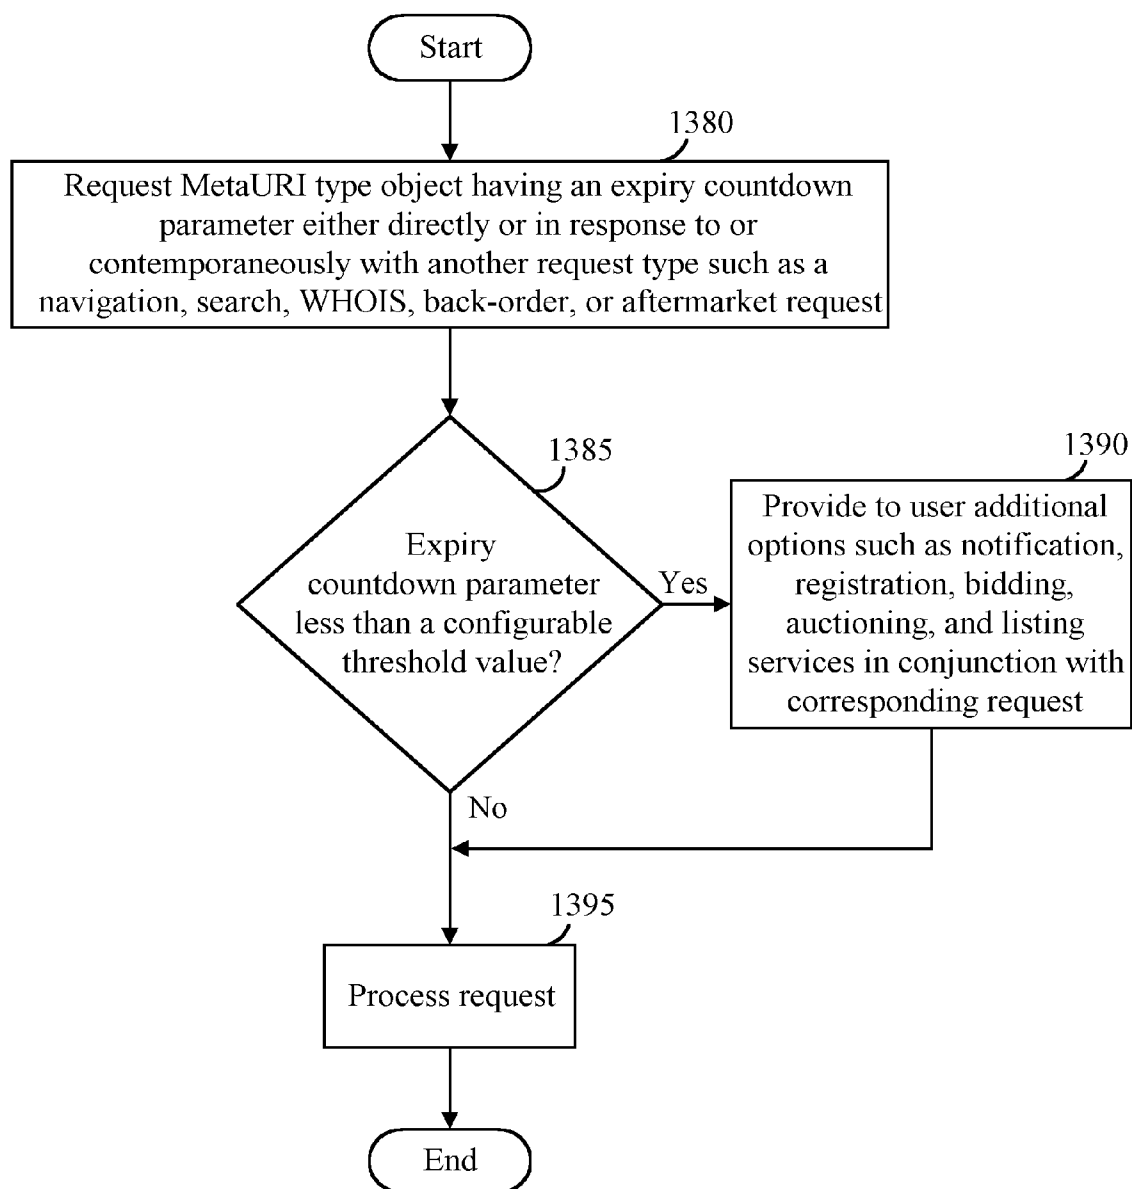 Start
1380
Request MetaURI type object having an expiry countdown
parameter either directly or in response to or
contemporaneously with another request type such as a
navigation, search, WHOIS, back-order, or aftermarket request
1385
Expiry
countdown parameter
less than a configurable
threshold value?
Yes
1390
Provide to user additional
options such as notification,
registration, bidding,
auctioning, and listing
services in conjunction with
corresponding request
No
1395
Process request
End